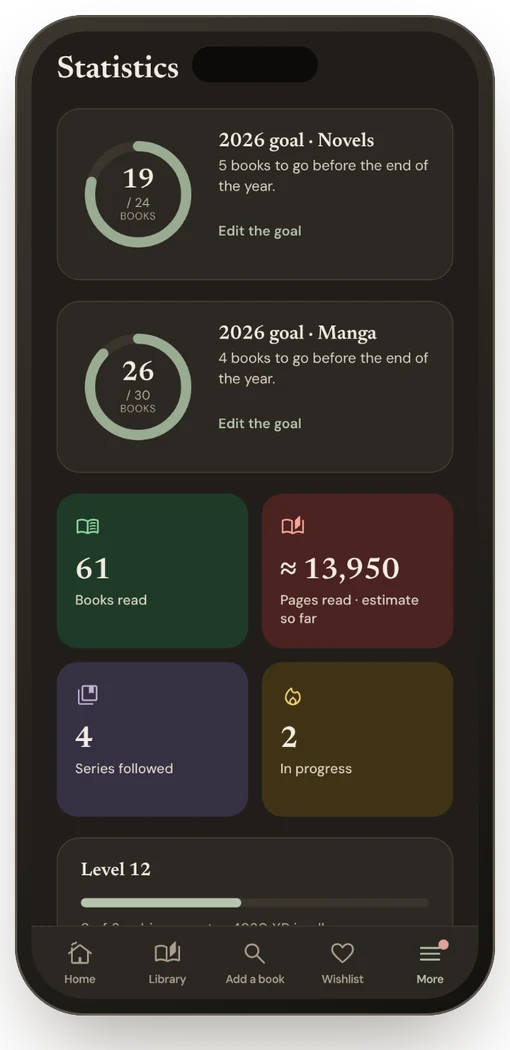 Statistics
19
/ 24
BOOKS
2026 goal · Novels
5 books to go before the end of
the year.
Edit the goal
26
/ 30
BOOKS
2026 goal · Manga
4 books to go before the end of
the year.
Edit the goal
61
Books read
≈ 13,950
Pages read · estimate
so far
4
Series followed
2
In progress
Level 12
Home
Library
Add a book
Wishlist
More